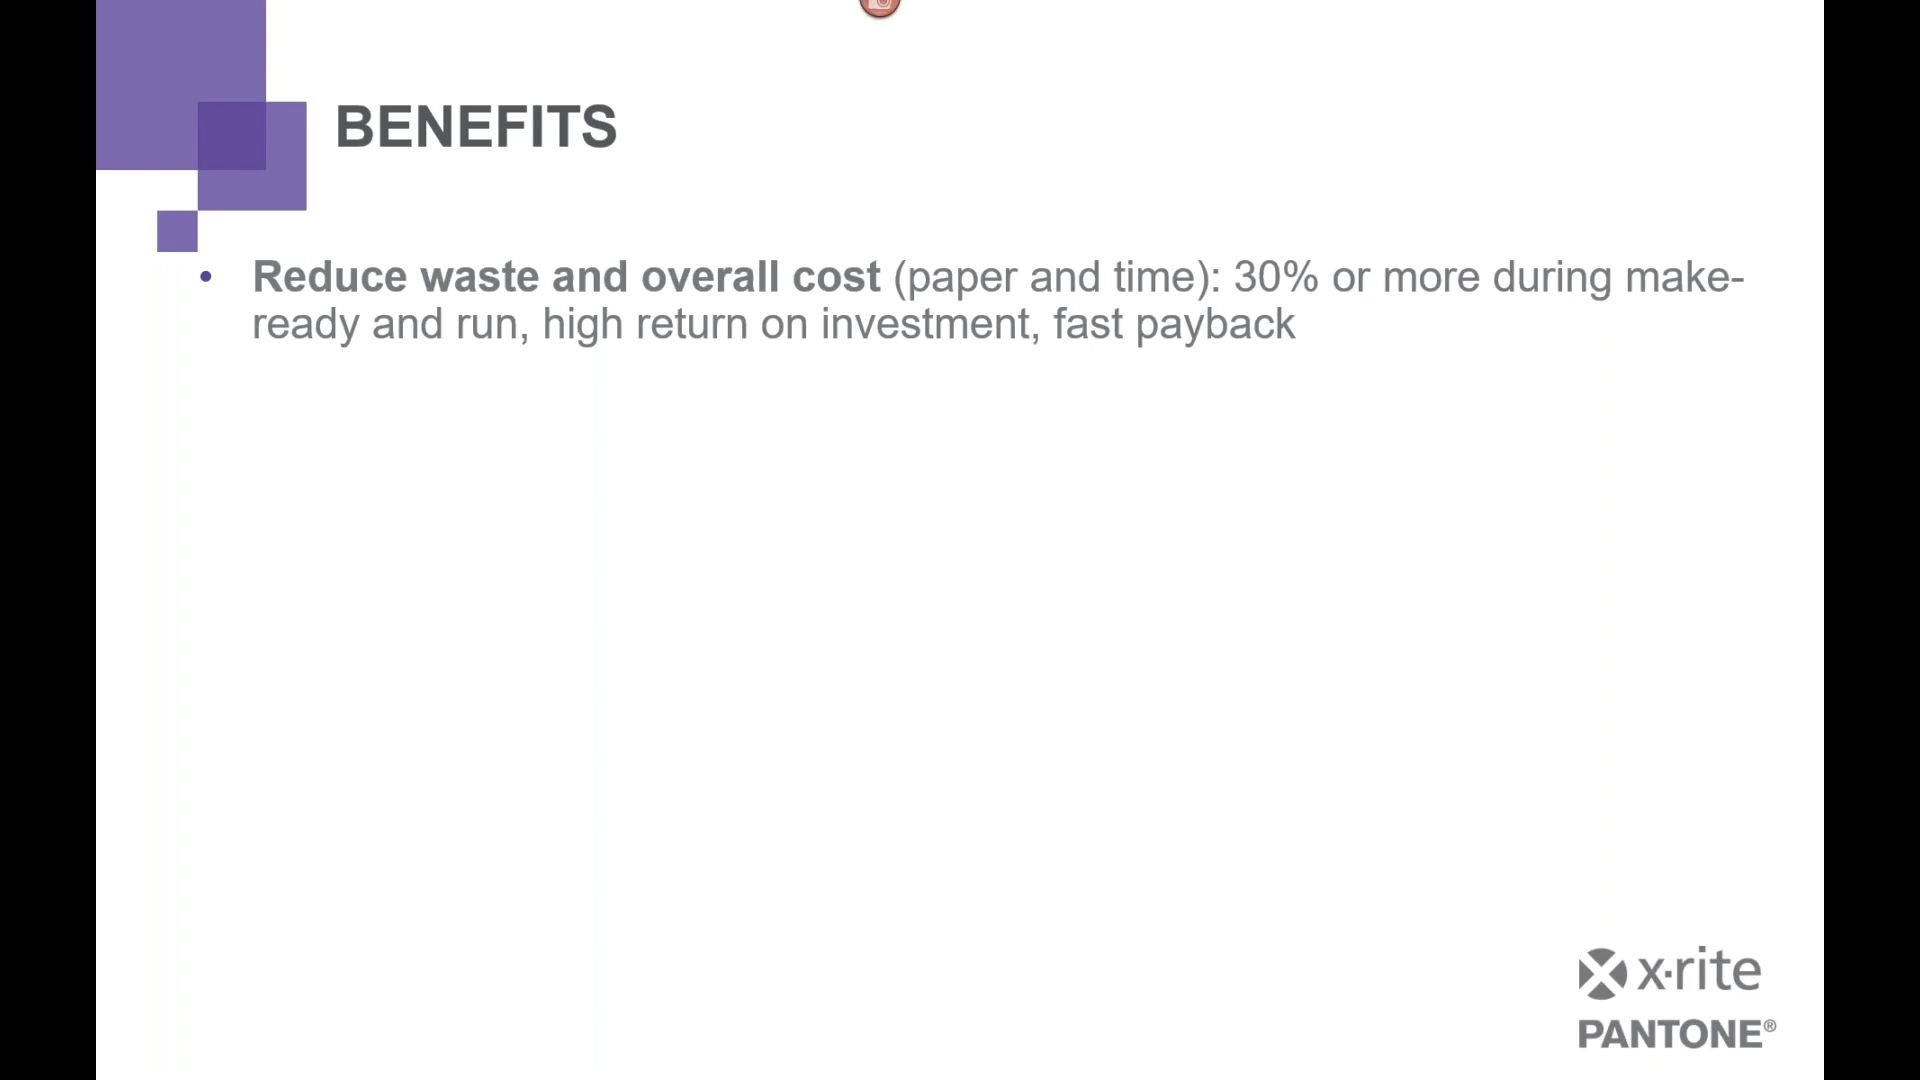 BENEFITS
• Reduce waste and overall cost (paper and time): 30% or more during make-
ready and run, high return on investment, fast payback
x·rite
PANTONE®